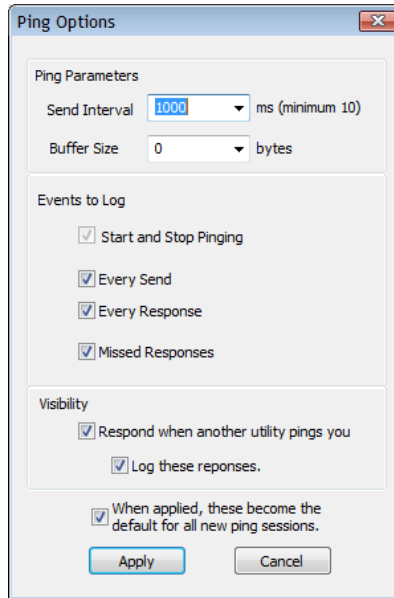 Ping Options
Ping Parameters
Send Interval 1000 ms (minimum 10)
Buffer Size 0 bytes
Events to Log
Start and Stop Pinging
Every Send
Every Response
Missed Responses
Visibility
Respond when another utility pings you
Log these reponses.
When applied, these become the
default for all new ping sessions.
Apply Cancel